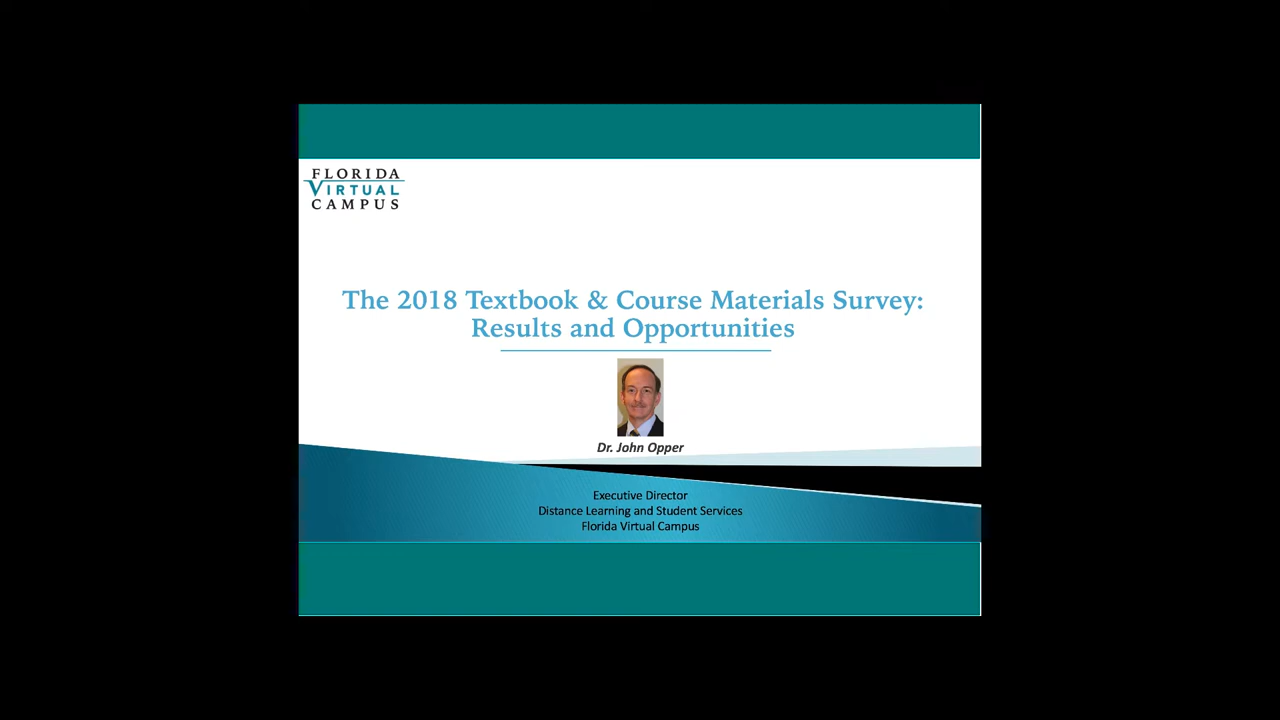 FLORIDA
VIRTUAL
CAMPUS
The 2018 Textbook & Course Materials Survey:
Results and Opportunities
Dr. John Opper
Executive Director
Distance Learning and Student Services
Florida Virtual Campus